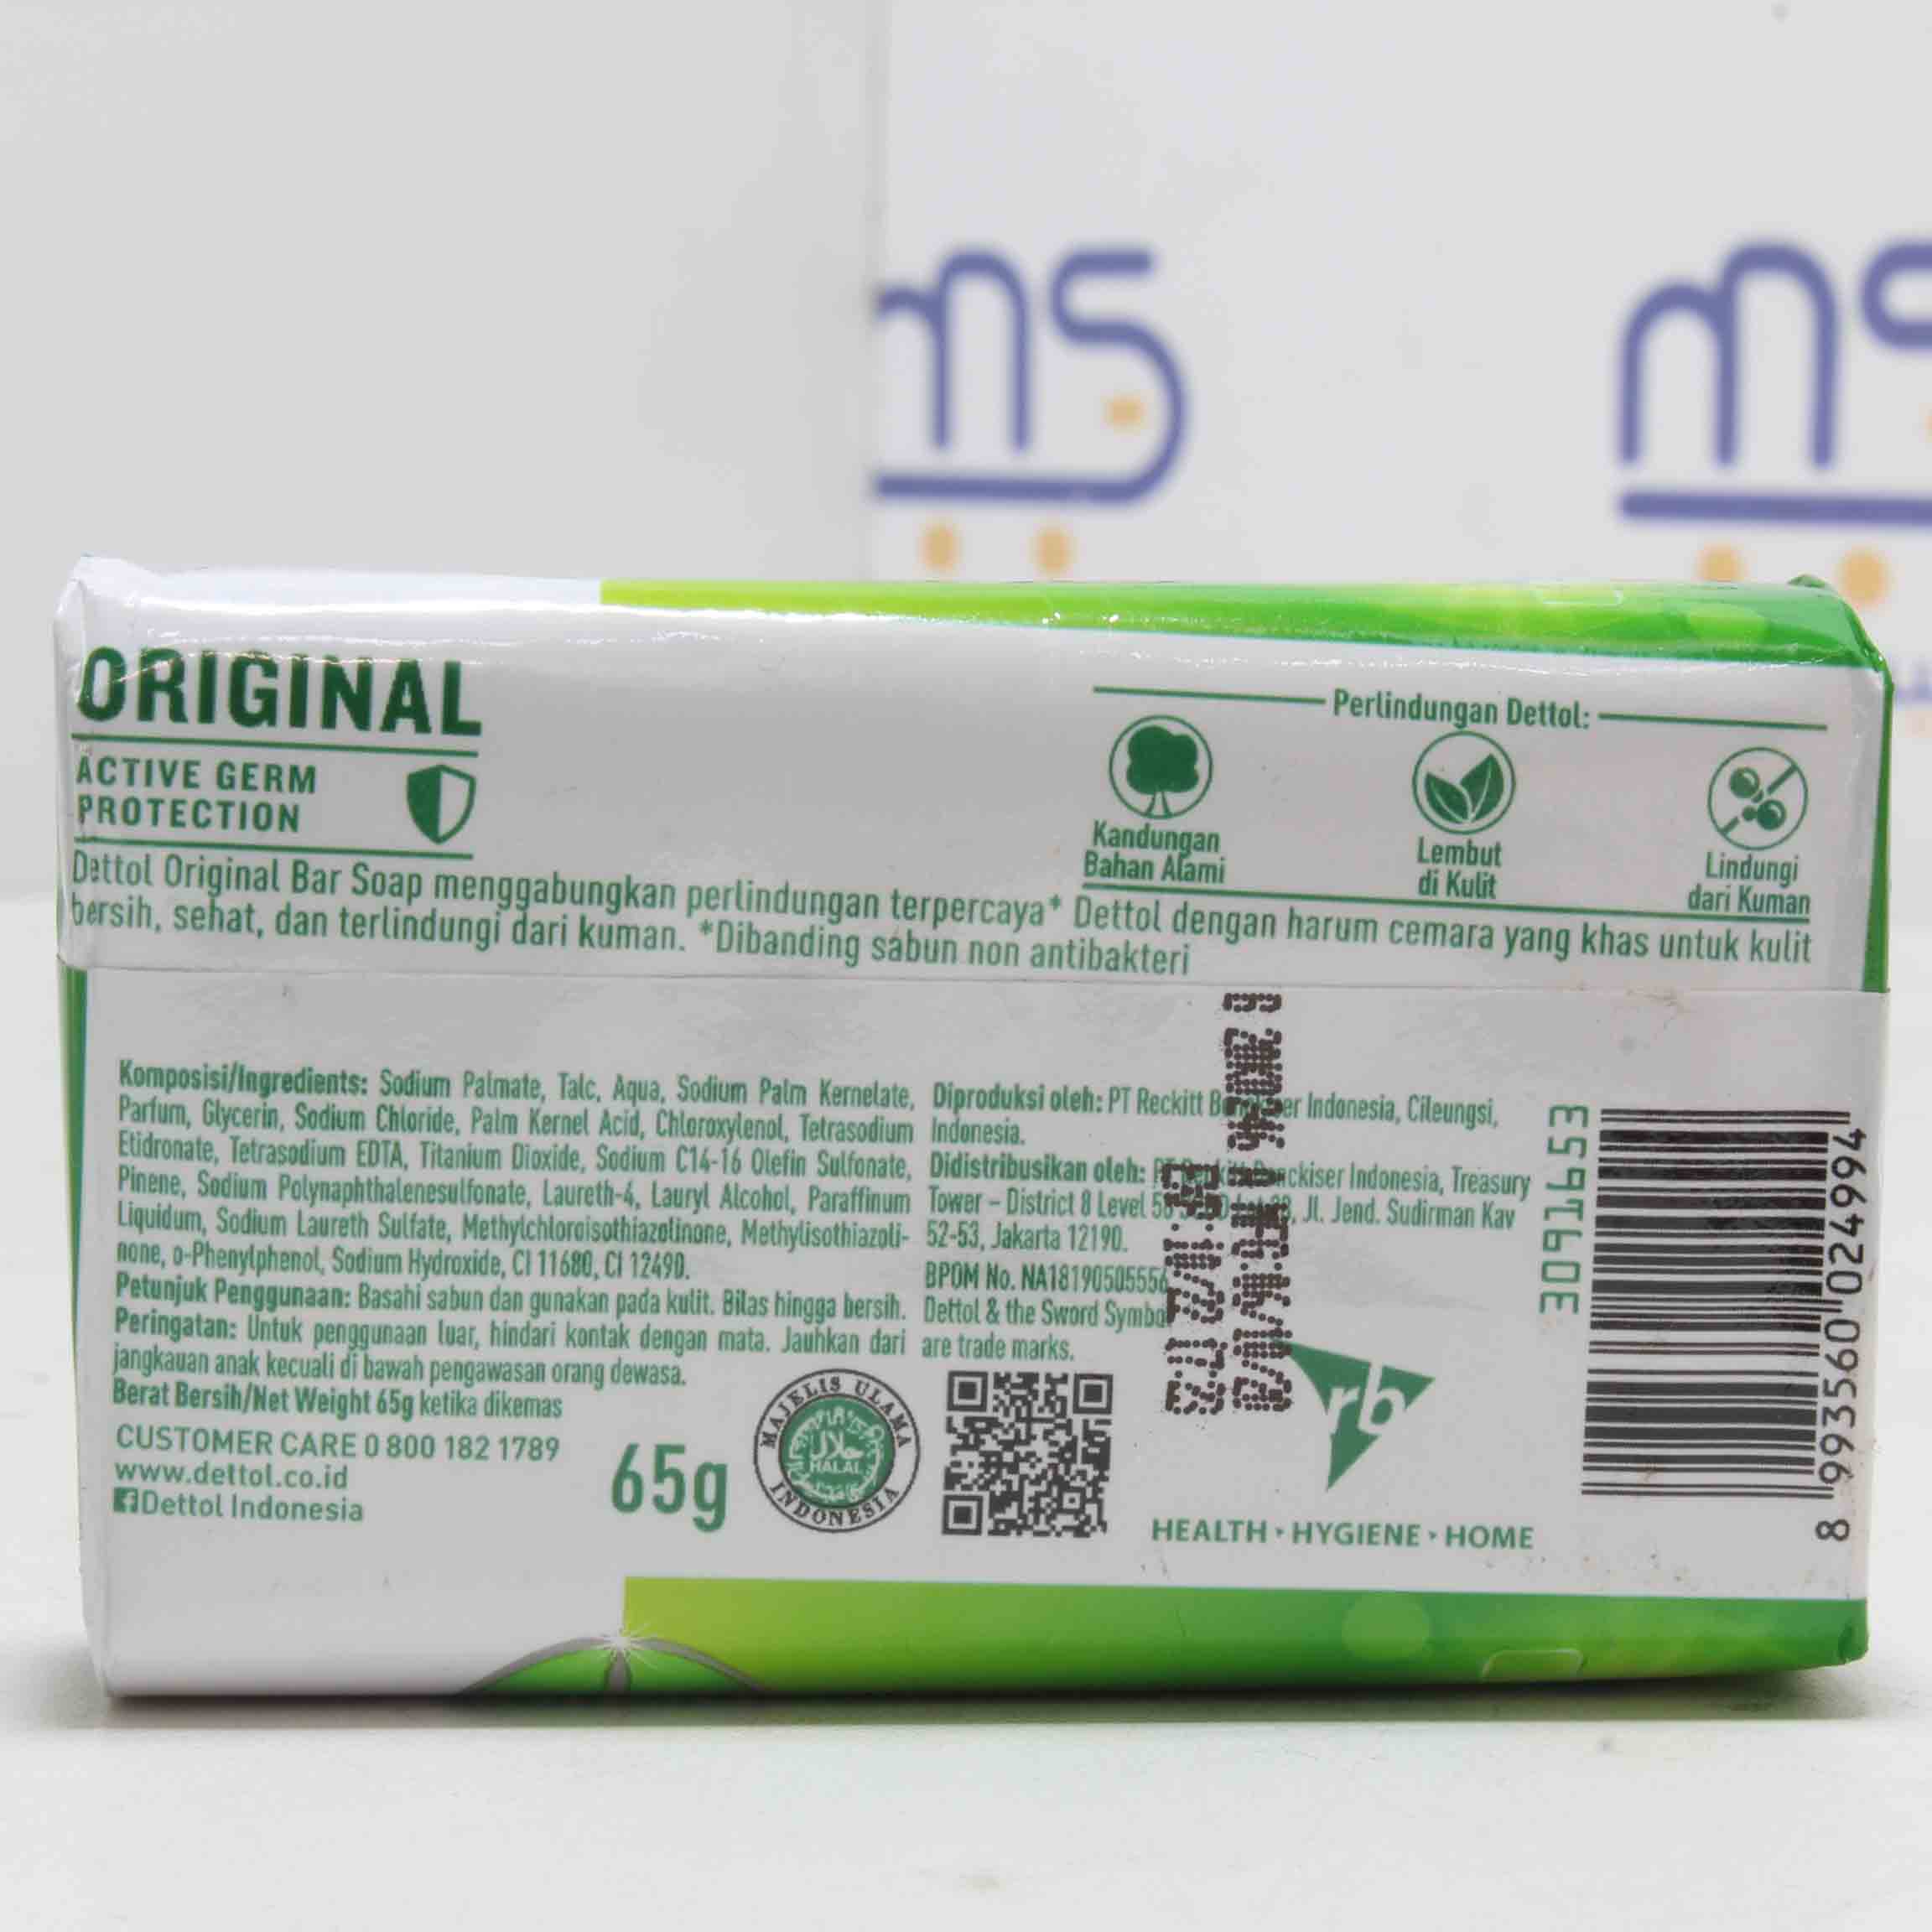 ms
ms
ORIGINAL
ACTIVE GERM
PROTECTION
Perlindungan Dettol:
Kandungan
Bahan Alami
Lembut
di Kulit
Lindungi
dari Kuman
Dettol Original Bar Soap menggabungkan perlindungan terpercaya* Dettol dengan harum cemara yang khas untuk kulit
bersih, sehat, dan terlindungi dari kuman. *Dibanding sabun non antibakteri
Komposisi/Ingredients: Sodium Palmate, Talc, Aqua, Sodium Palm Kernelate,
Parfum, Glycerin, Sodium Chloride, Palm Kernel Acid, Chloroxylenol, Tetrasodium
Etidronate, Tetrasodium EDTA, Titanium Dioxide, Sodium C14-16 Olefin Sulfonate,
Pinene, Sodium Polynaphthalenesulfonate, Laureth-4, Lauryl Alcohol, Paraffinum
Liquidum, Sodium Laureth Sulfate, Methylchloroisothiazolinone, Methylisothiazoli-
none, o-Phenylphenol, Sodium Hydroxide, CI 11680, CI 12490.
Petunjuk Penggunaan: Basahi sabun dan gunakan pada kulit. Bilas hingga bersih.
Peringatan: Untuk penggunaan luar, hindari kontak dengan mata. Jauhkan dari
jangkauan anak kecuali di bawah pengawasan orang dewasa.
Berat Bersih/Net Weight 65g ketika dikemas
CUSTOMER CARE 0 800 182 1789
www.dettol.co.id
Dettol Indonesia
65g
MAJELIS ULAMA
حلال
HALAL
INDONESIA
Diproduksi oleh: PT Reckitt Benckiser Indonesia, Cileungsi,
Indonesia.
Didistribusikan oleh: PT Reckitt Benckiser Indonesia, Treasury
Tower – District 8 Level 58, Jl. Jend. Sudirman Kav
52-53, Jakarta 12190.
BPOM No. NA18190505556
Dettol & the Sword Symbol
are trade marks.
rb
HEALTH HYGIENE HOME
3091653
8 993560 024994